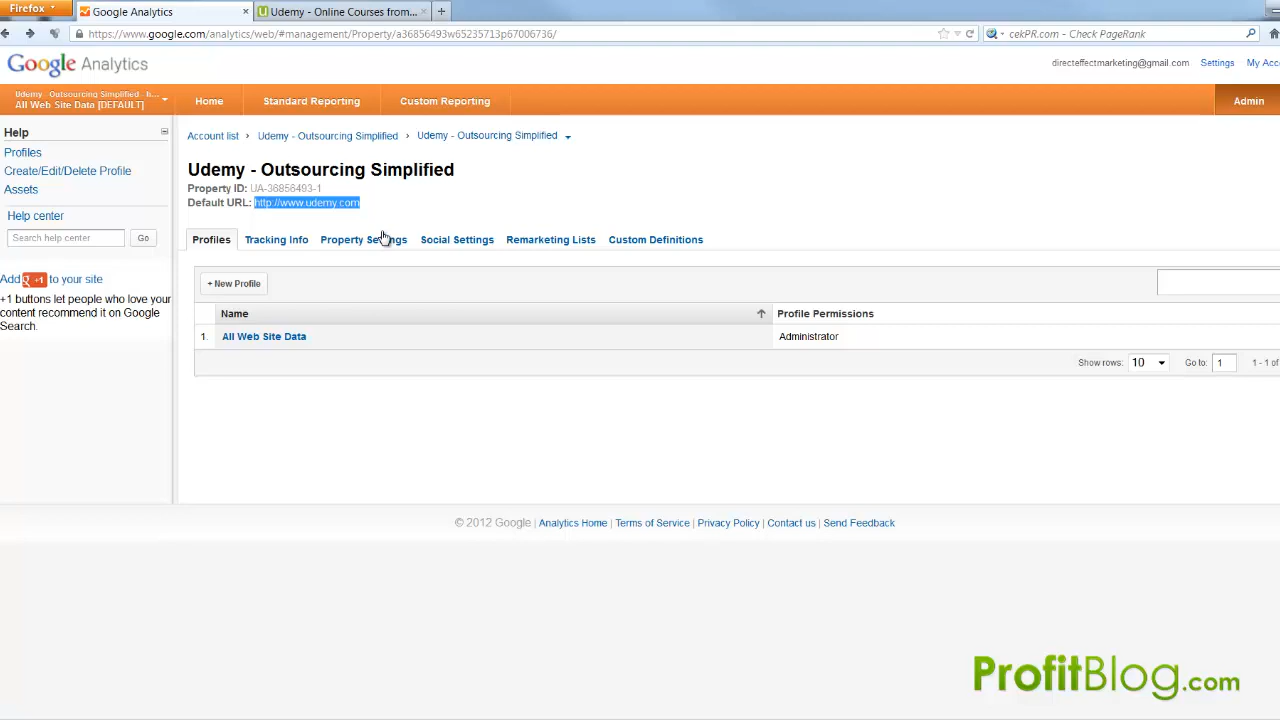 Firefox
Google Analytics
Udemy - Online Courses from...
https://www.google.com/analytics/web/#management/Property/a36856493w65235713p67006736/
cekPR.com - Check PageRank
Google Analytics
directeffectmarketing@gmail.com
Settings
My Acc
Udemy - Outsourcing Simplified - h...
All Web Site Data [DEFAULT]
Home
Standard Reporting
Custom Reporting
Admin
Help
Profiles
Create/Edit/Delete Profile
Assets
Help center
Search help center
Go
Add +1 to your site
+1 buttons let people who love your
content recommend it on Google
Search.
Account list › Udemy - Outsourcing Simplified › Udemy - Outsourcing Simplified
Udemy - Outsourcing Simplified
Property ID: UA-36856493-1
Default URL: http://www.udemy.com
Profiles
Tracking Info
Property Settings
Social Settings
Remarketing Lists
Custom Definitions
+ New Profile
Name
Profile Permissions
1. All Web Site Data
Administrator
Show rows: 10
Go to: 1
1 - 1 of
© 2012 Google | Analytics Home | Terms of Service | Privacy Policy | Contact us | Send Feedback
ProfitBlog.com